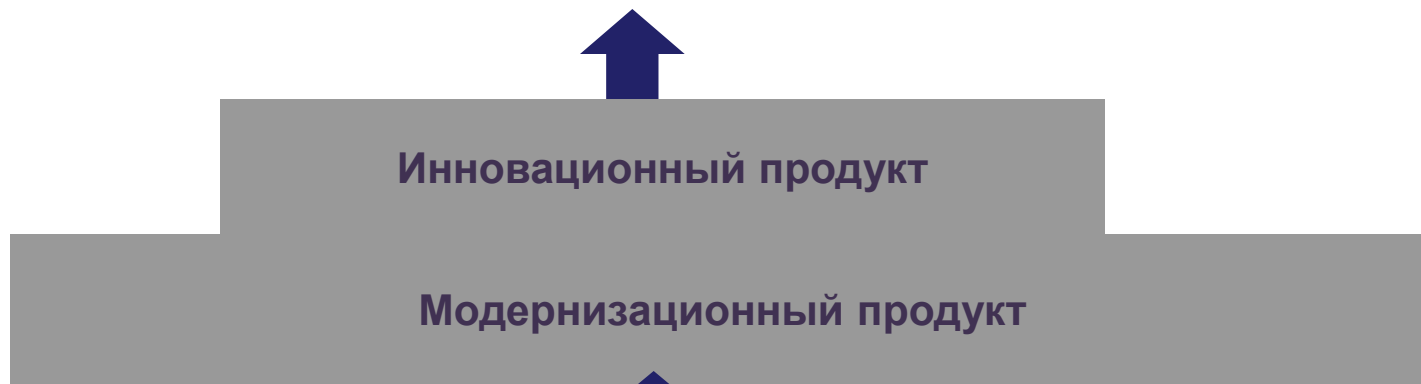 Инновационный продукт
Модернизационный продукт